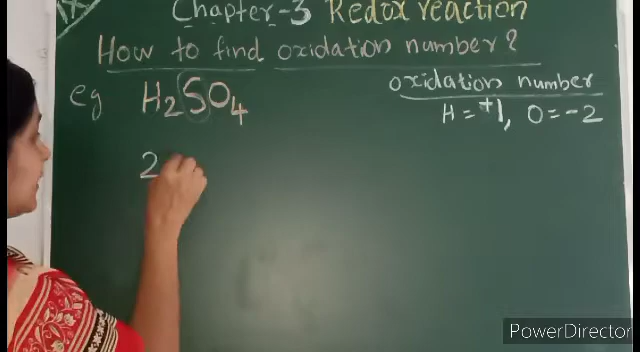 Chapter-3 Redox reaction
How to find oxidation number?
eg H2SO4
oxidation number
H = +1, O = -2
2
PowerDirector